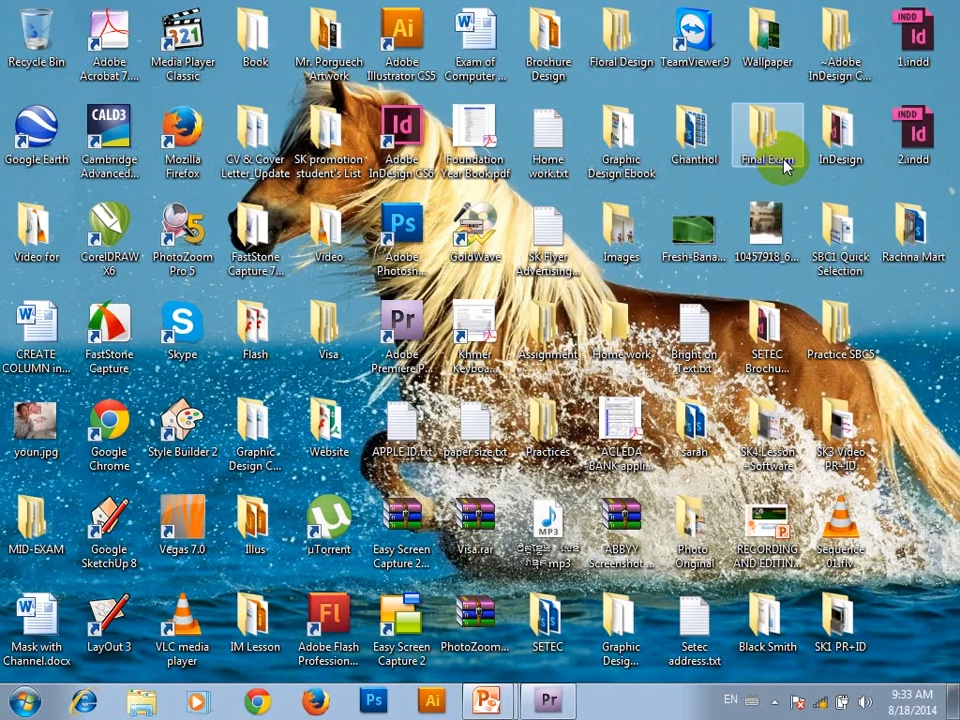 Recycle Bin
Adobe
Acrobat 7....
Media Player
Classic
Book
Mr. Porguech
Artwork
Adobe
Illustrator CS5
Exam of
Computer ...
Brochure
Design
Floral Design
TeamViewer 9
Wallpaper
~Adobe
InDesign C...
1.indd
Google Earth
Cambridge
Advanced...
Mozilla
Firefox
CV & Cover
Letter_Update
SK promotion
student's List
Adobe
InDesign CS6
Foundation
Year Book.pdf
Home
work.txt
Graphic
Design Ebook
Chanthol
Final Exam
InDesign
2.indd
Video for
CorelDRAW
X6
PhotoZoom
Pro 5
FastStone
Capture 7...
Video
Adobe
Photosh...
GoldWave
SK Flyer
Advertising...
Images
Fresh-Bana...
10457918_6...
SBC1 Quick
Selection
Rachna Mart
CREATE
COLUMN in...
FastStone
Capture
Skype
Flash
Visa
Adobe
Premiere P...
Khmer
Keyboa...
Assignment
Home work
Bright on
Text.txt
SETEC
Brochu...
Practice SBC5
youn.jpg
Google
Chrome
Style Builder 2
Graphic
Design C...
Website
APPLE ID.txt
paper size.txt
Practices
ACLEDA
BANK appli...
sarah
SK4 Lesson
+Software
SK3 Video
PR+ID
MID-EXAM
Google
SketchUp 8
Vegas 7.0
Illus
µTorrent
Easy Screen
Capture 2...
Visa.rar
.mp3
ABBYY
Screenshot ...
Photo
Original
RECORDING
AND EDITIN...
Sequence
01.flv
Mask with
Channel.docx
LayOut 3
VLC media
player
IM Lesson
Adobe Flash
Profession...
Easy Screen
Capture 2
PhotoZoom...
SETEC
Graphic
Desig...
Setec
address.txt
Black Smith
SK1 PR+ID
EN
9:33 AM
8/18/2014